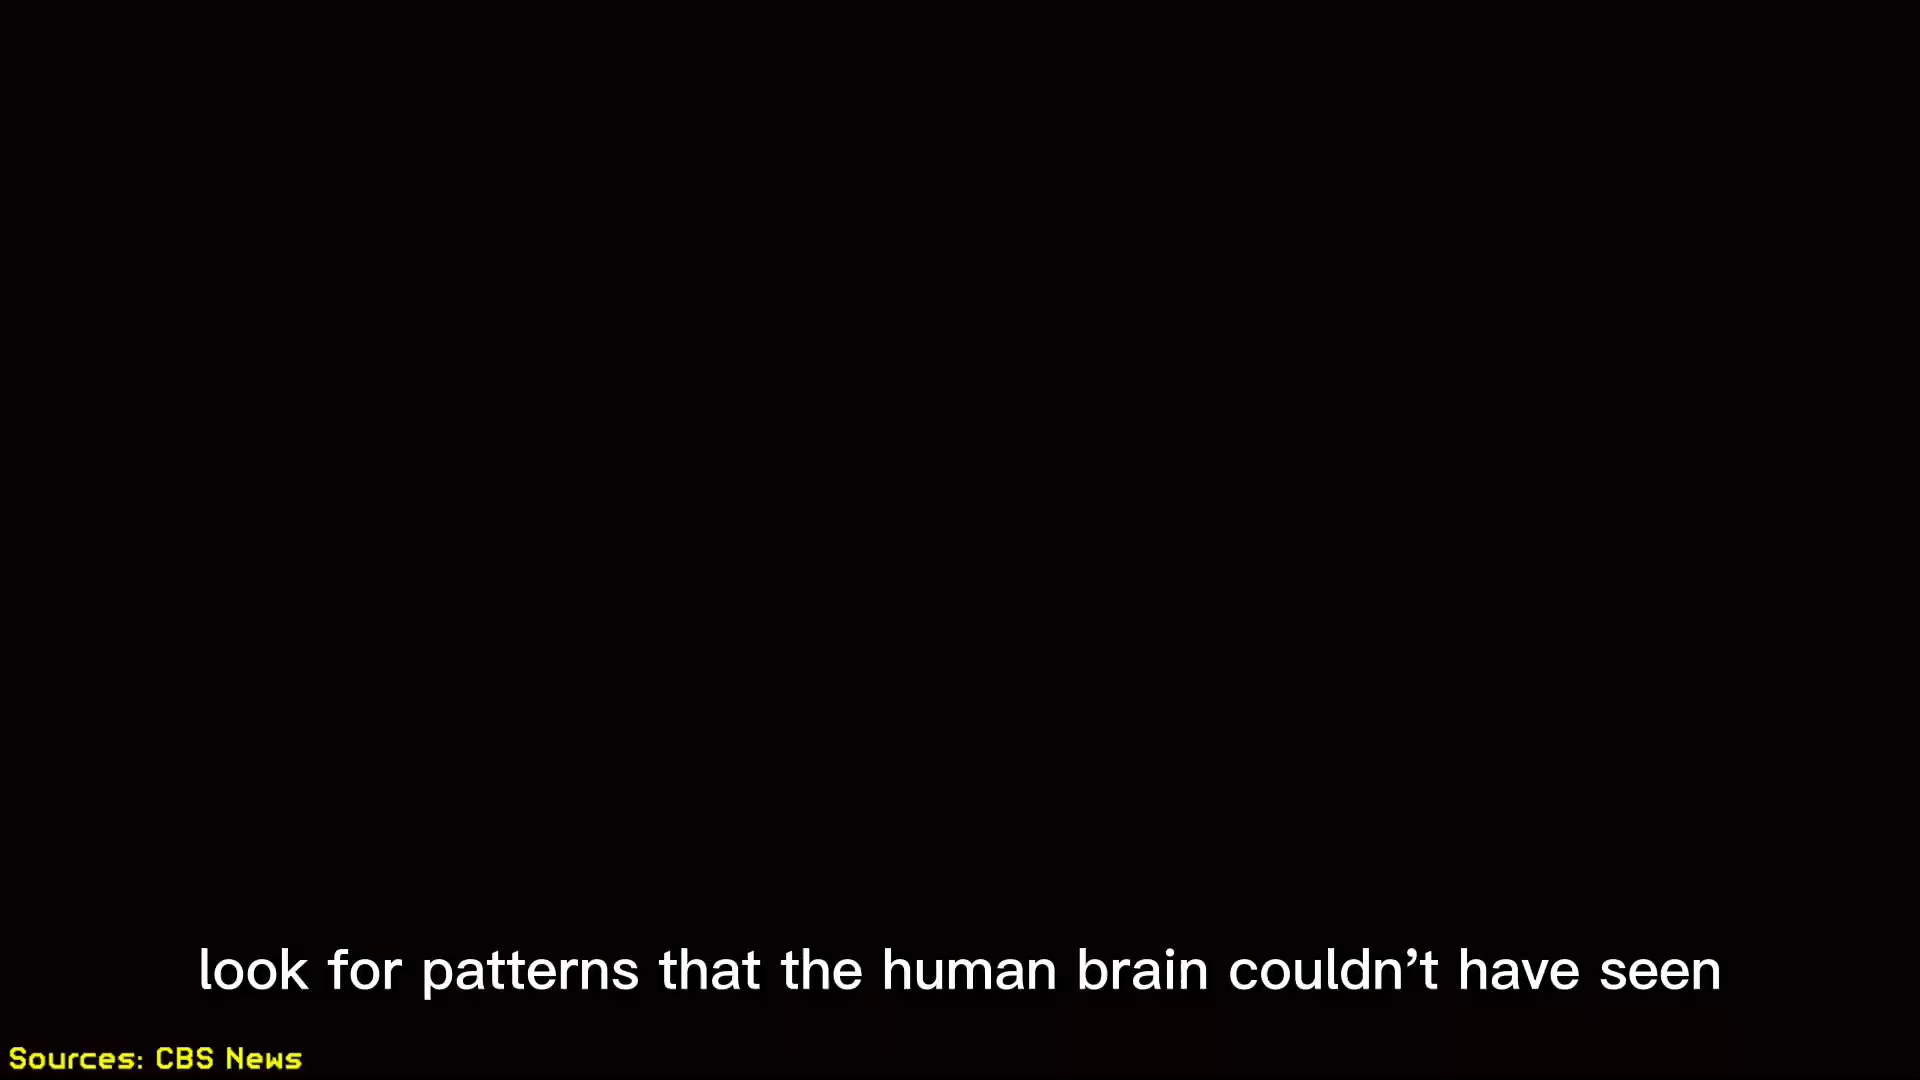 look for patterns that the human brain couldn’t have seen
Sources: CBS News